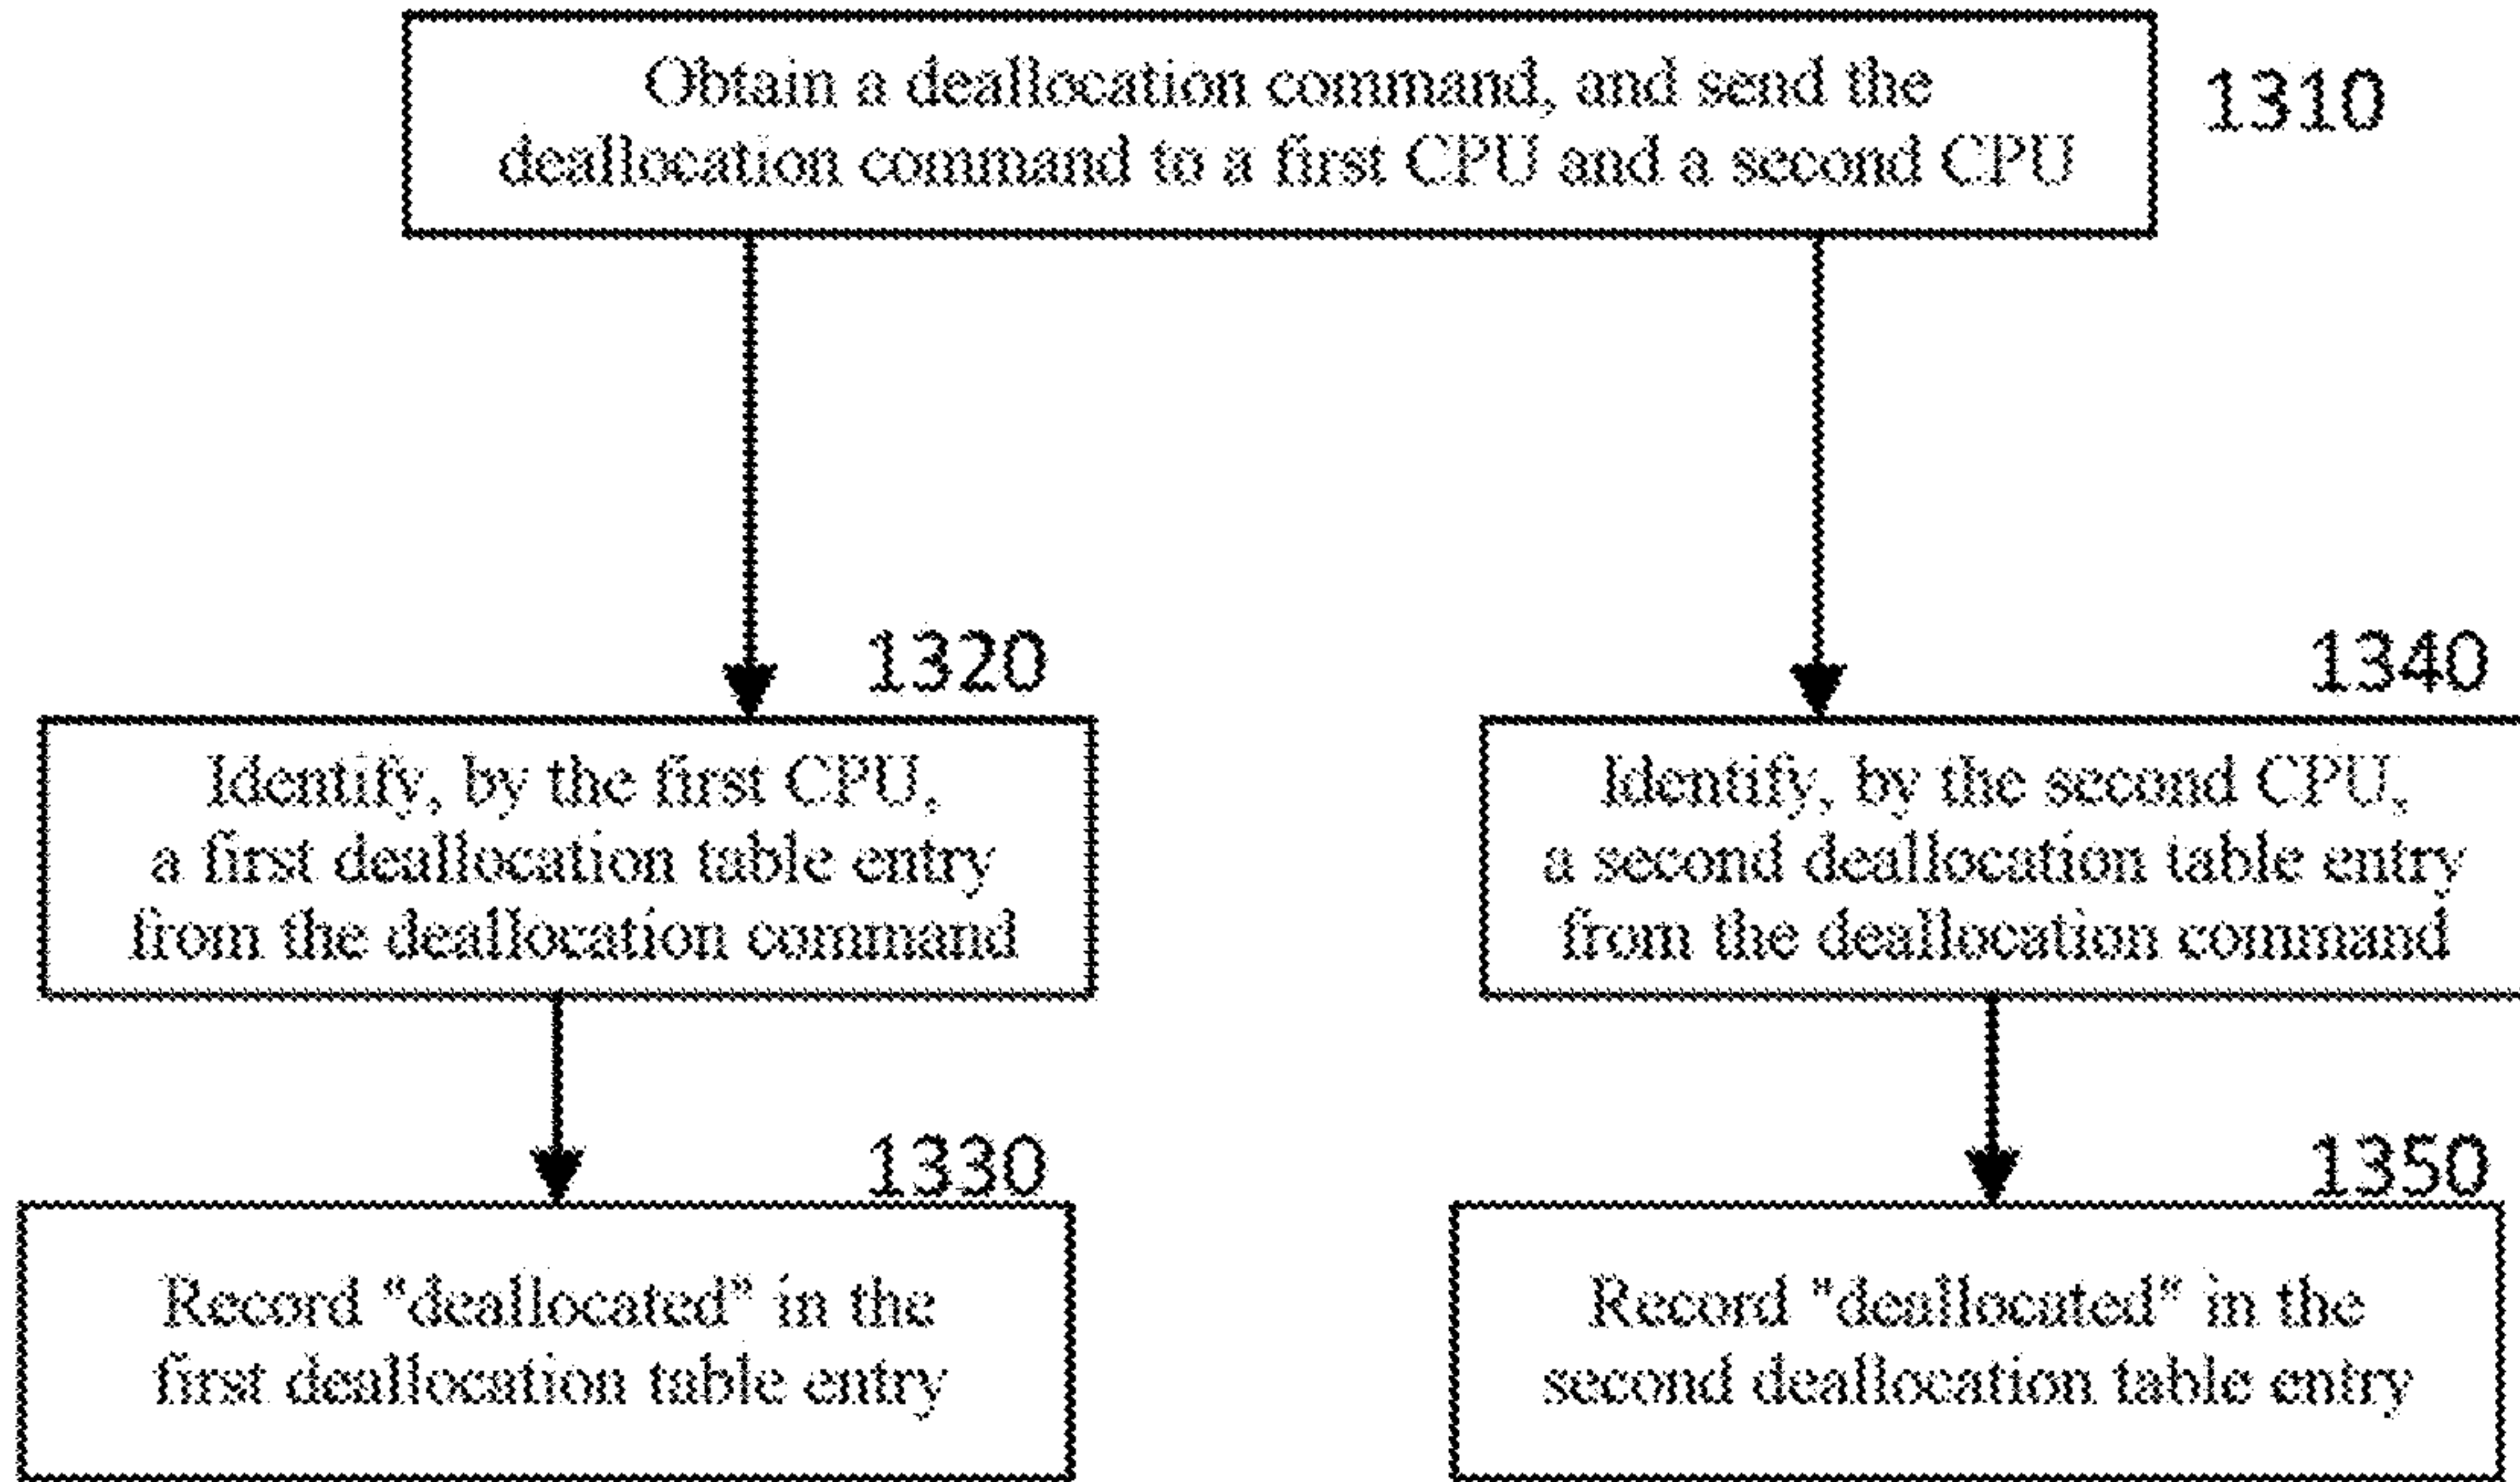 Obtain a deallocation command, and send the
deallocation command to a first CPU and a second CPU
1310
1320
Identify, by the first CPU,
a first deallocation table entry
from the deallocation command
1340
Identify, by the second CPU,
a second deallocation table entry
from the deallocation command
1330
Record "deallocated" in the
first deallocation table entry
1350
Record "deallocated" in the
second deallocation table entry